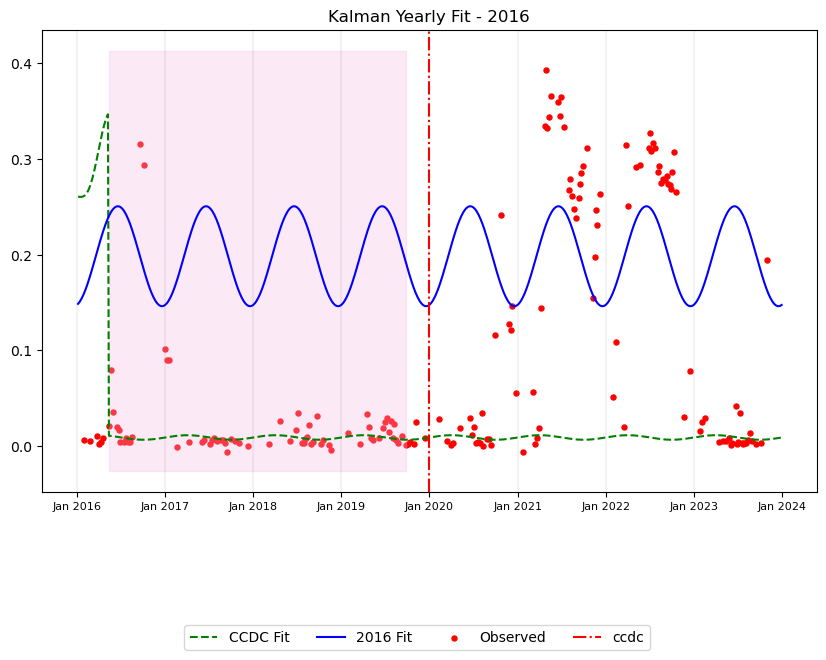 Kalman Yearly Fit - 2016
0.4
0.3
0.2
0.1
0.0
Jan 2016 Jan 2017 Jan 2018 Jan 2019 Jan 2020 Jan 2021 Jan 2022 Jan 2023 Jan 2024
CCDC Fit 2016 Fit Observed ccdc